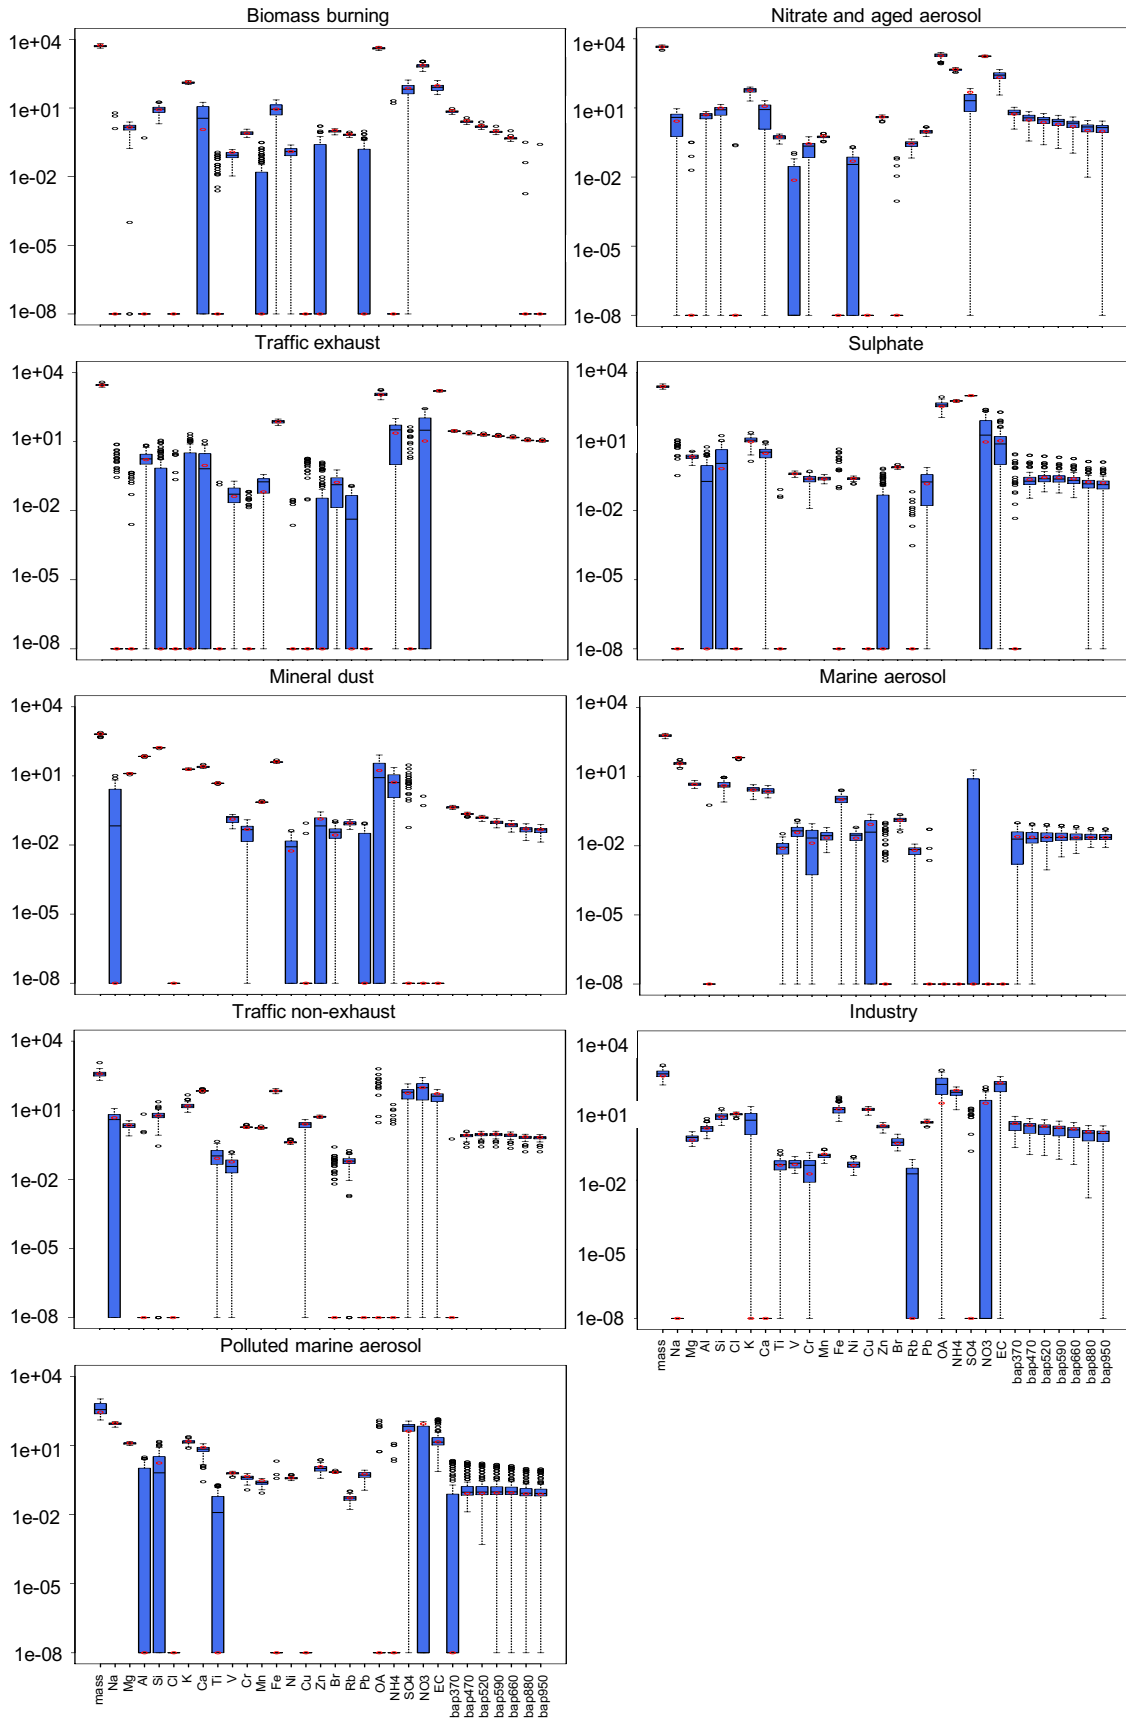 Biomass burning
1e+04
1e+01
1e-02
1e-05
1e-08
Nitrate and aged aerosol
1e+04
1e+01
1e-02
1e-05
1e-08
Traffic exhaust
1e+04
1e+01
1e-02
1e-05
1e-08
Sulphate
1e+04
1e+01
1e-02
1e-05
1e-08
Mineral dust
1e+04
1e+01
1e-02
1e-05
1e-08
Marine aerosol
1e+04
1e+01
1e-02
1e-05
1e-08
Traffic non-exhaust
1e+04
1e+01
1e-02
1e-05
1e-08
Industry
1e+04
1e+01
1e-02
1e-05
1e-08
mass
Na
Mg
Al
Si
Cl
K
Ca
Ti
V
Cr
Mn
Fe
Ni
Cu
Zn
Br
Rb
Pb
OA
NH4
SO4
NO3
EC
bap370
bap470
bap520
bap590
bap660
bap880
bap950
Polluted marine aerosol
1e+04
1e+01
1e-02
1e-05
1e-08
mass
Na
Mg
Al
Si
Cl
K
Ca
Ti
V
Cr
Mn
Fe
Ni
Cu
Zn
Br
Rb
Pb
OA
NH4
SO4
NO3
EC
bap370
bap470
bap520
bap590
bap660
bap880
bap950